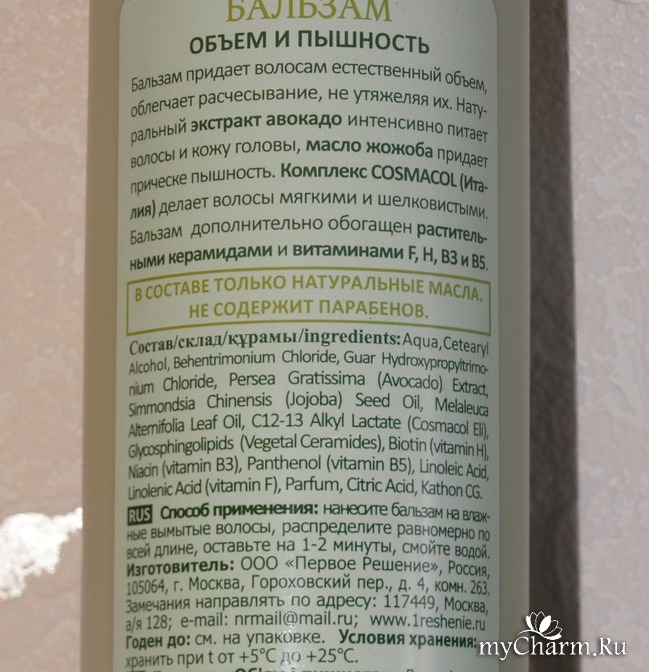 БАЛЬЗАМ
ОБЪЕМ И ПЫШНОСТЬ
Бальзам придает волосам естественный объем,
облегчает расчесывание, не утяжеляя их. Нату-
ральный экстракт авокадо интенсивно питает
волосы и кожу головы, масло жожоба придает
прическе пышность. Комплекс COSMACOL (Ита-
лия) делает волосы мягкими и шелковистыми.
Бальзам дополнительно обогащен раститель-
ными керамидами и витаминами F, H, B3 и B5.
В СОСТАВЕ ТОЛЬКО НАТУРАЛЬНЫЕ МАСЛА.
НЕ СОДЕРЖИТ ПАРАБЕНОВ.
Состав/склад/құрамы/ingredients: Aqua, Cetearyl
Alcohol, Behentrimonium Chloride, Guar Hydroxypropyltrimo-
nium Chloride, Persea Gratissima (Avocado) Extract,
Simmondsia Chinensis (Jojoba) Seed Oil, Melaleuca
Alternifolia Leaf Oil, C12-13 Alkyl Lactate (Cosmacol Eli),
Glycosphingolipids (Vegetal Ceramides), Biotin (vitamin H),
Niacin (vitamin B3), Panthenol (vitamin B5), Linoleic Acid,
Linolenic Acid (vitamin F), Parfum, Citric Acid, Kathon CG.
RUS Способ применения: нанесите бальзам на влаж-
ные вымытые волосы, распределите равномерно по
всей длине, оставьте на 1-2 минуты, смойте водой.
Изготовитель: ООО «Первое Решение», Россия,
105064, г. Москва, Гороховский пер., д. 4, комн. 263.
Замечания направлять по адресу: 117449, Москва,
а/я 128; e-mail: nrmail@mail.ru; www.1reshenie.ru
Годен до: см. на упаковке. Условия хранения:
хранить при t от +5°C до +25°C.
myCharm.Ru